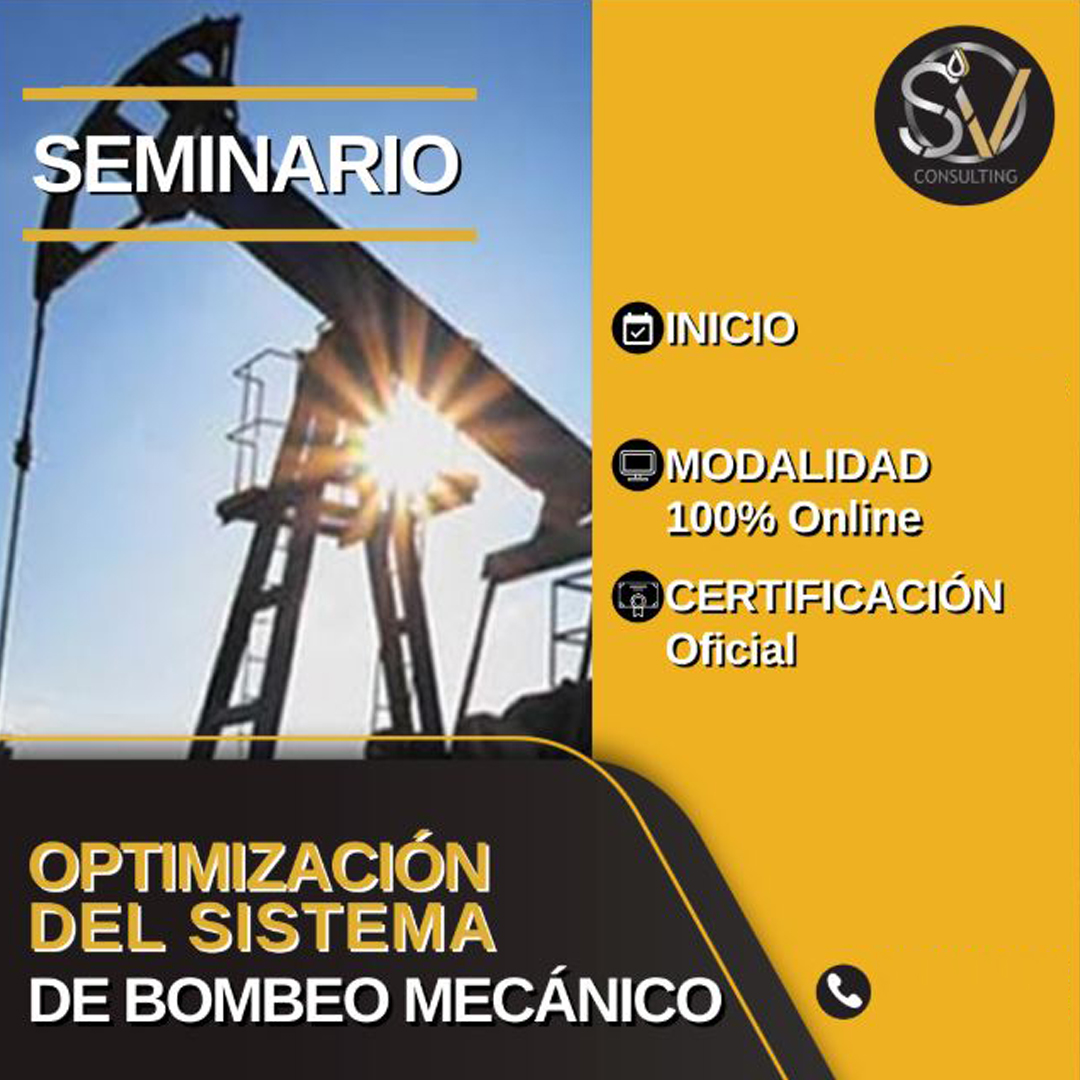 SEMINARIO
SV
CONSULTING
INICIO
MODALIDAD
100% Online
CERTIFICACIÓN
Oficial
OPTIMIZACIÓN
DEL SISTEMA
DE BOMBEO MECÁNICO